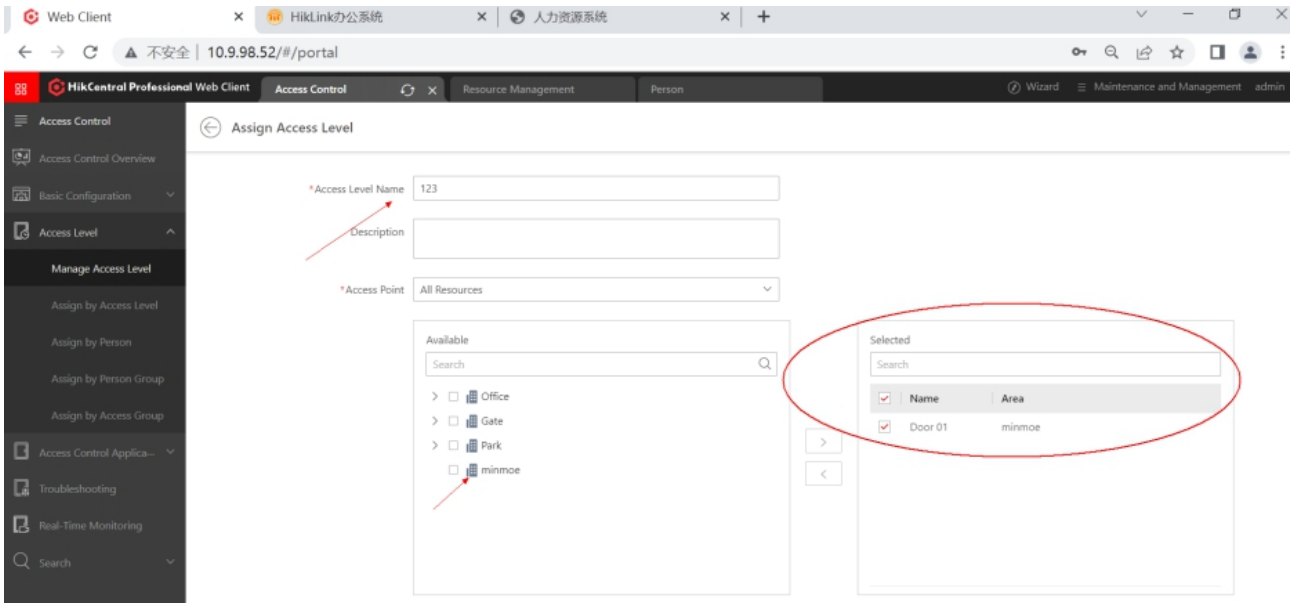 Web Client
HikLink办公系统
人力资源系统
不安全 | 10.9.98.52/#/portal
HikCentral Professional Web Client
Access Control
Resource Management
Person
Wizard
Maintenance and Management
admin
Access Control
Assign Access Level
Access Control Overview
*Access Level Name 123
Basic Configuration
Access Level
Description
Manage Access Level
*Access Point All Resources
Assign by Access Level
Assign by Person
Available
Selected
Search
Search
Assign by Person Group
Office
Name Area
Assign by Access Group
Gate
Door 01 minmoe
Access Control Applica...
Park
minmoe
Troubleshooting
Real-Time Monitoring
Search